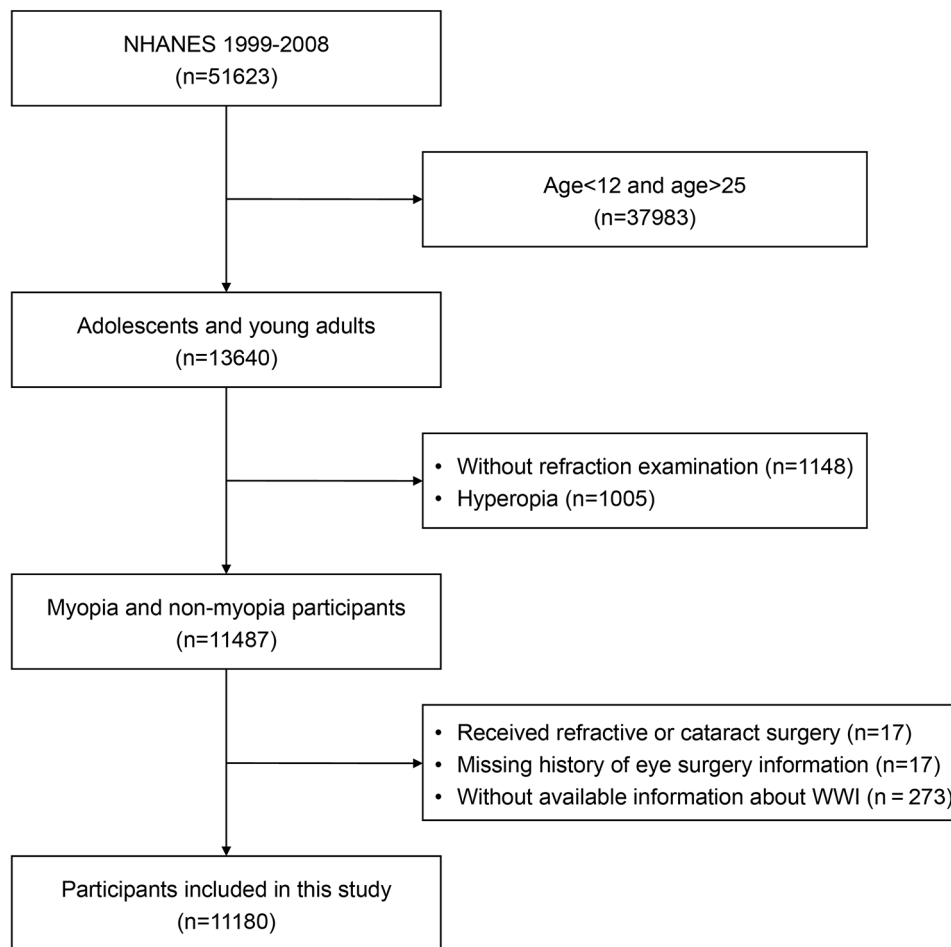 NHANES 1999-2008
(n=51623)
Age<12 and age>25
(n=37983)
Adolescents and young adults
(n=13640)
• Without refraction examination (n=1148)
• Hyperopia (n=1005)
Myopia and non-myopia participants
(n=11487)
• Received refractive or cataract surgery (n=17)
• Missing history of eye surgery information (n=17)
• Without available information about WWI (n = 273)
Participants included in this study
(n=11180)